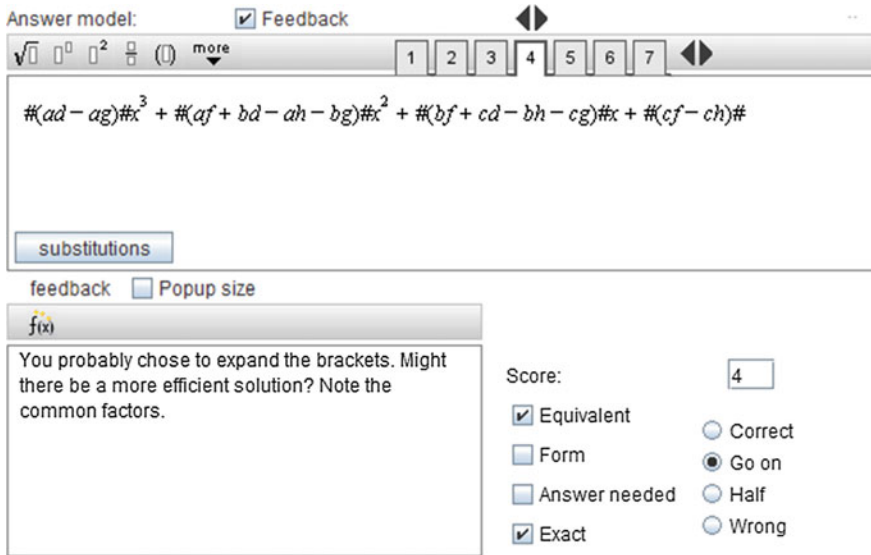 Answer model: Feedback
√▯ ▯▯ ▯² ▯/▯ (▯) more 1 2 3 4 5 6 7
#(ad − ag)#x³ + #(af + bd − ah − bg)#x² + #(bf + cd − bh − cg)#x + #(cf − ch)#
substitutions
feedback Popup size
f(x)
You probably chose to expand the brackets. Might
there be a more efficient solution? Note the
common factors.
Score: 4
Equivalent
Correct
Form
Go on
Answer needed
Half
Exact
Wrong